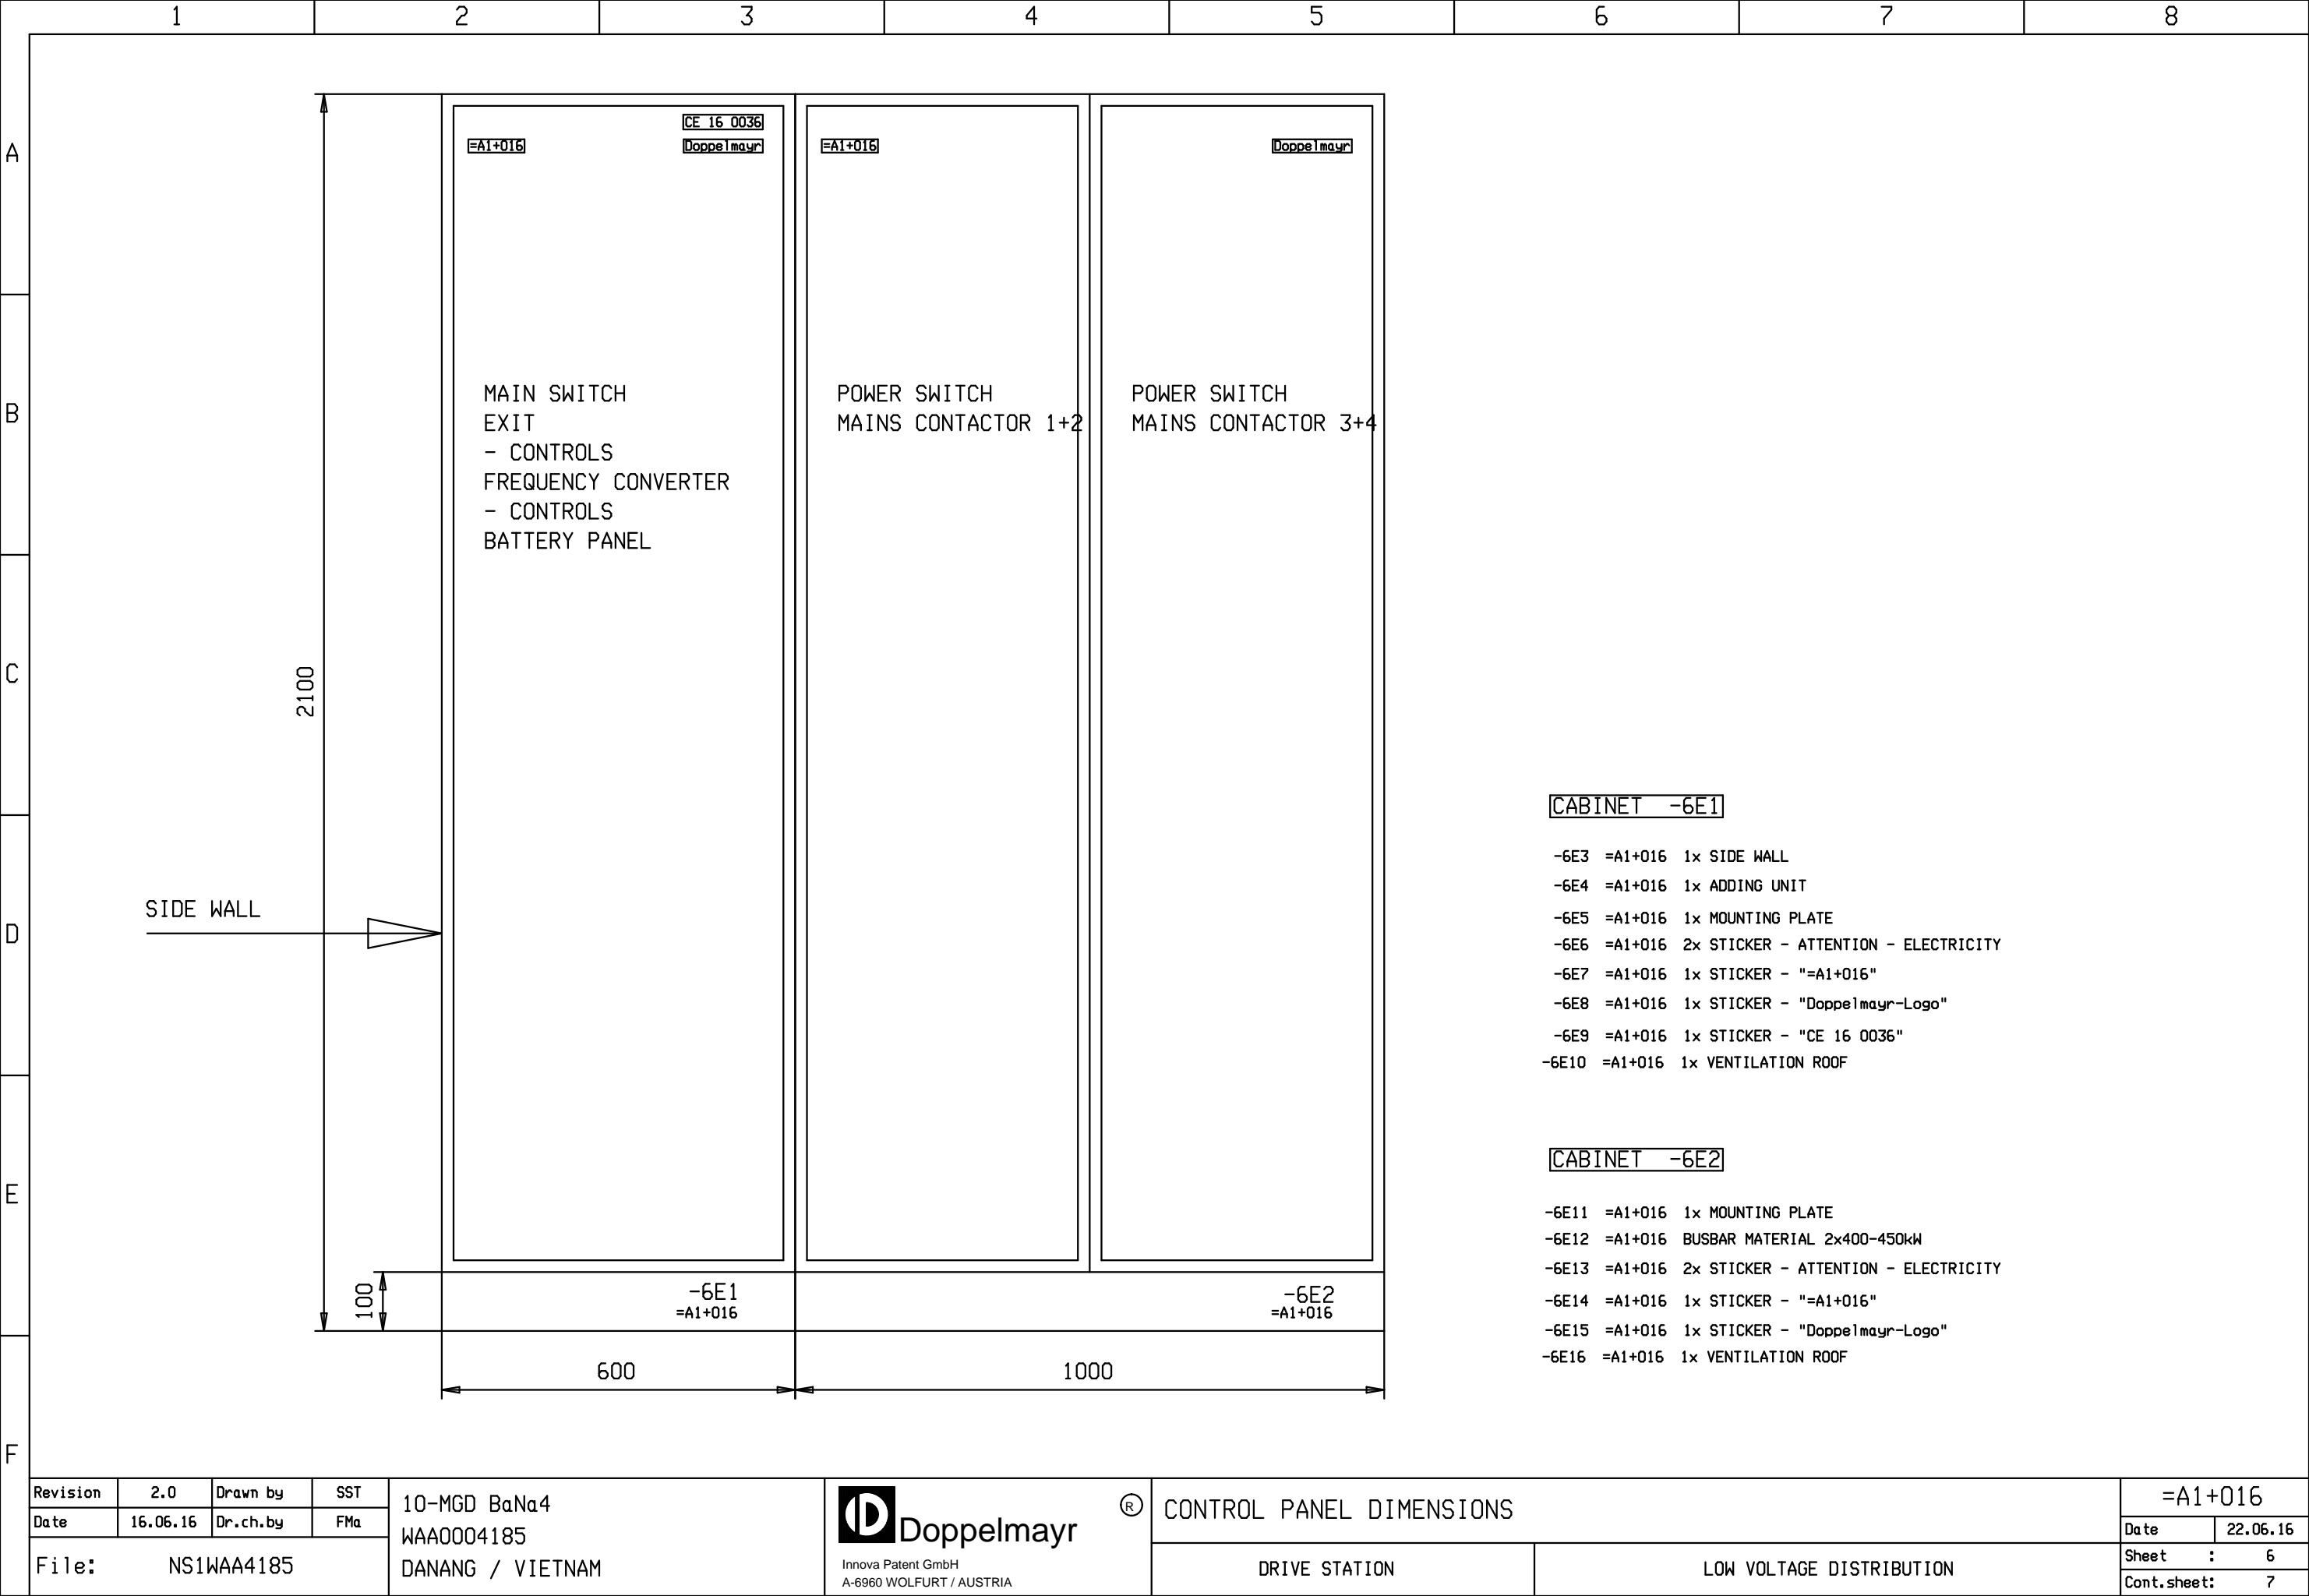 1 2 3 4 5 6 7 8
A
B
C
D
E
F
CE 16 0036
=A1+016 Doppelmayr =A1+016 Doppelmayr
MAIN SWITCH
EXIT
- CONTROLS
FREQUENCY CONVERTER
- CONTROLS
BATTERY PANEL
POWER SWITCH
MAINS CONTACTOR 1+2
POWER SWITCH
MAINS CONTACTOR 3+4
2100
SIDE WALL
100
-6E1
=A1+016
-6E2
=A1+016
600 1000
CABINET -6E1
-6E3 =A1+016 1x SIDE WALL
-6E4 =A1+016 1x ADDING UNIT
-6E5 =A1+016 1x MOUNTING PLATE
-6E6 =A1+016 2x STICKER - ATTENTION - ELECTRICITY
-6E7 =A1+016 1x STICKER - "=A1+016"
-6E8 =A1+016 1x STICKER - "Doppelmayr-Logo"
-6E9 =A1+016 1x STICKER - "CE 16 0036"
-6E10 =A1+016 1x VENTILATION ROOF
CABINET -6E2
-6E11 =A1+016 1x MOUNTING PLATE
-6E12 =A1+016 BUSBAR MATERIAL 2x400-450kW
-6E13 =A1+016 2x STICKER - ATTENTION - ELECTRICITY
-6E14 =A1+016 1x STICKER - "=A1+016"
-6E15 =A1+016 1x STICKER - "Doppelmayr-Logo"
-6E16 =A1+016 1x VENTILATION ROOF
Revision 2.0 Drawn by SST
Date 16.06.16 Dr.ch.by FMa
File: NS1WAA4185
10-MGD BaNa4
WAA0004185
DANANG / VIETNAM
Doppelmayr ®
Innova Patent GmbH
A-6960 WOLFURT / AUSTRIA
CONTROL PANEL DIMENSIONS
DRIVE STATION LOW VOLTAGE DISTRIBUTION
=A1+016
Date 22.06.16
Sheet : 6
Cont.sheet: 7